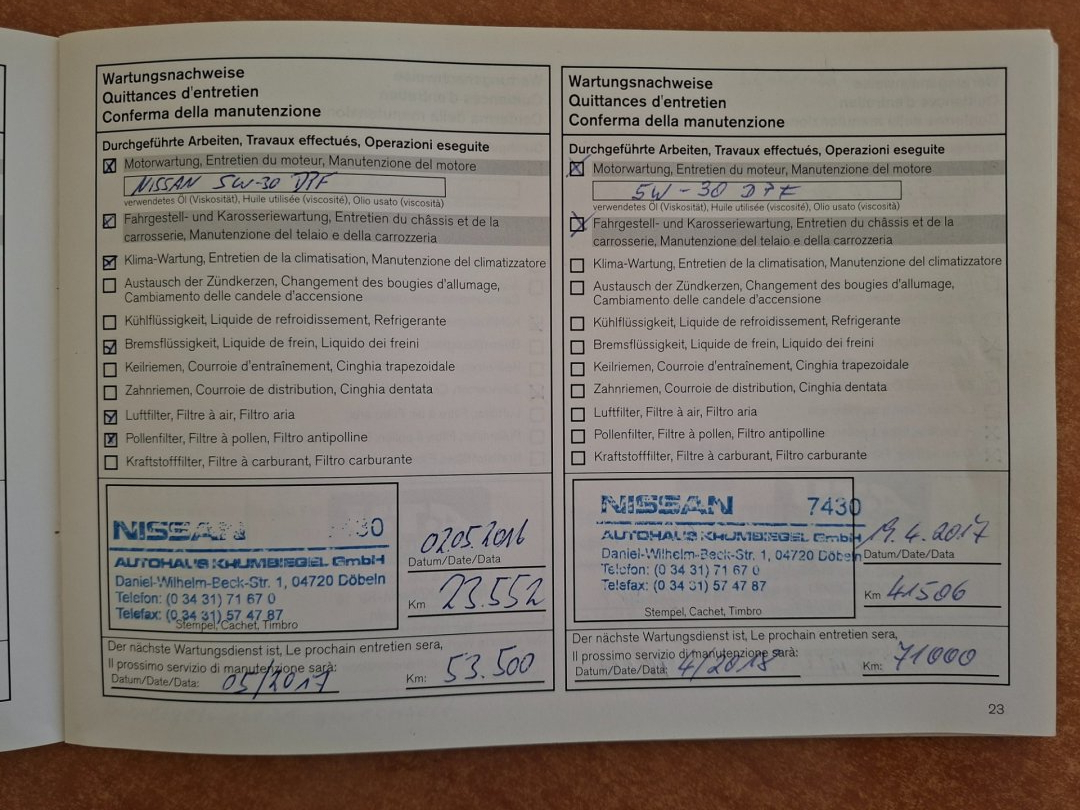 Wartungsnachweise
Quittances d'entretien
Conferma della manutenzione
Durchgeführte Arbeiten, Travaux effectués, Operazioni eseguite
Motorwartung, Entretien du moteur, Manutenzione del motore
NISSAN 5W-30 DPF
verwendetes Öl (Viskosität), Huile utilisée (viscosité), Olio usato (viscosità)
Fahrgestell- und Karosseriewartung, Entretien du châssis et de la
carrosserie, Manutenzione del telaio e della carrozzeria
Klima-Wartung, Entretien de la climatisation, Manutenzione del climatizzatore
Austausch der Zündkerzen, Changement des bougies d'allumage,
Cambiamento delle candele d'accensione
Kühlflüssigkeit, Liquide de refroidissement, Refrigerante
Bremsflüssigkeit, Liquide de frein, Liquido dei freini
Keilriemen, Courroie d'entraînement, Cinghia trapezoidale
Zahnriemen, Courroie de distribution, Cinghia dentata
Luftfilter, Filtre à air, Filtro aria
Pollenfilter, Filtre à pollen, Filtro antipolline
Kraftstofffilter, Filtre à carburant, Filtro carburante
NISSAN 7430
AUTOHAUS KHUMBIEGEL GmbH
Daniel-Wilhelm-Beck-Str. 1, 04720 Döbeln
Telefon: (0 34 31) 71 67 0
Telefax: (0 34 31) 57 47 87
Stempel, Cachet, Timbro
02.05.2016
Datum/Date/Data
Km 23.552
Der nächste Wartungsdienst ist, Le prochain entretien sera,
Il prossimo servizio di manutenzione sarà:
Datum/Date/Data: 05/2017
Km: 53.500
Wartungsnachweise
Quittances d'entretien
Conferma della manutenzione
Durchgeführte Arbeiten, Travaux effectués, Operazioni eseguite
Motorwartung, Entretien du moteur, Manutenzione del motore
5W-30 DPF
verwendetes Öl (Viskosität), Huile utilisée (viscosité), Olio usato (viscosità)
Fahrgestell- und Karosseriewartung, Entretien du châssis et de la
carrosserie, Manutenzione del telaio e della carrozzeria
Klima-Wartung, Entretien de la climatisation, Manutenzione del climatizzatore
Austausch der Zündkerzen, Changement des bougies d'allumage,
Cambiamento delle candele d'accensione
Kühlflüssigkeit, Liquide de refroidissement, Refrigerante
Bremsflüssigkeit, Liquide de frein, Liquido dei freini
Keilriemen, Courroie d'entraînement, Cinghia trapezoidale
Zahnriemen, Courroie de distribution, Cinghia dentata
Luftfilter, Filtre à air, Filtro aria
Pollenfilter, Filtre à pollen, Filtro antipolline
Kraftstofffilter, Filtre à carburant, Filtro carburante
NISSAN 7430
AUTOHAUS KHUMBIEGEL GmbH
Daniel-Wilhelm-Beck-Str. 1, 04720 Döbeln
Telefon: (0 34 31) 71 67 0
Telefax: (0 34 31) 57 47 87
Stempel, Cachet, Timbro
19.4.2017
Datum/Date/Data
Km 41506
Der nächste Wartungsdienst ist, Le prochain entretien sera,
Il prossimo servizio di manutenzione sarà:
Datum/Date/Data: 4/2018
Km: 71000
23